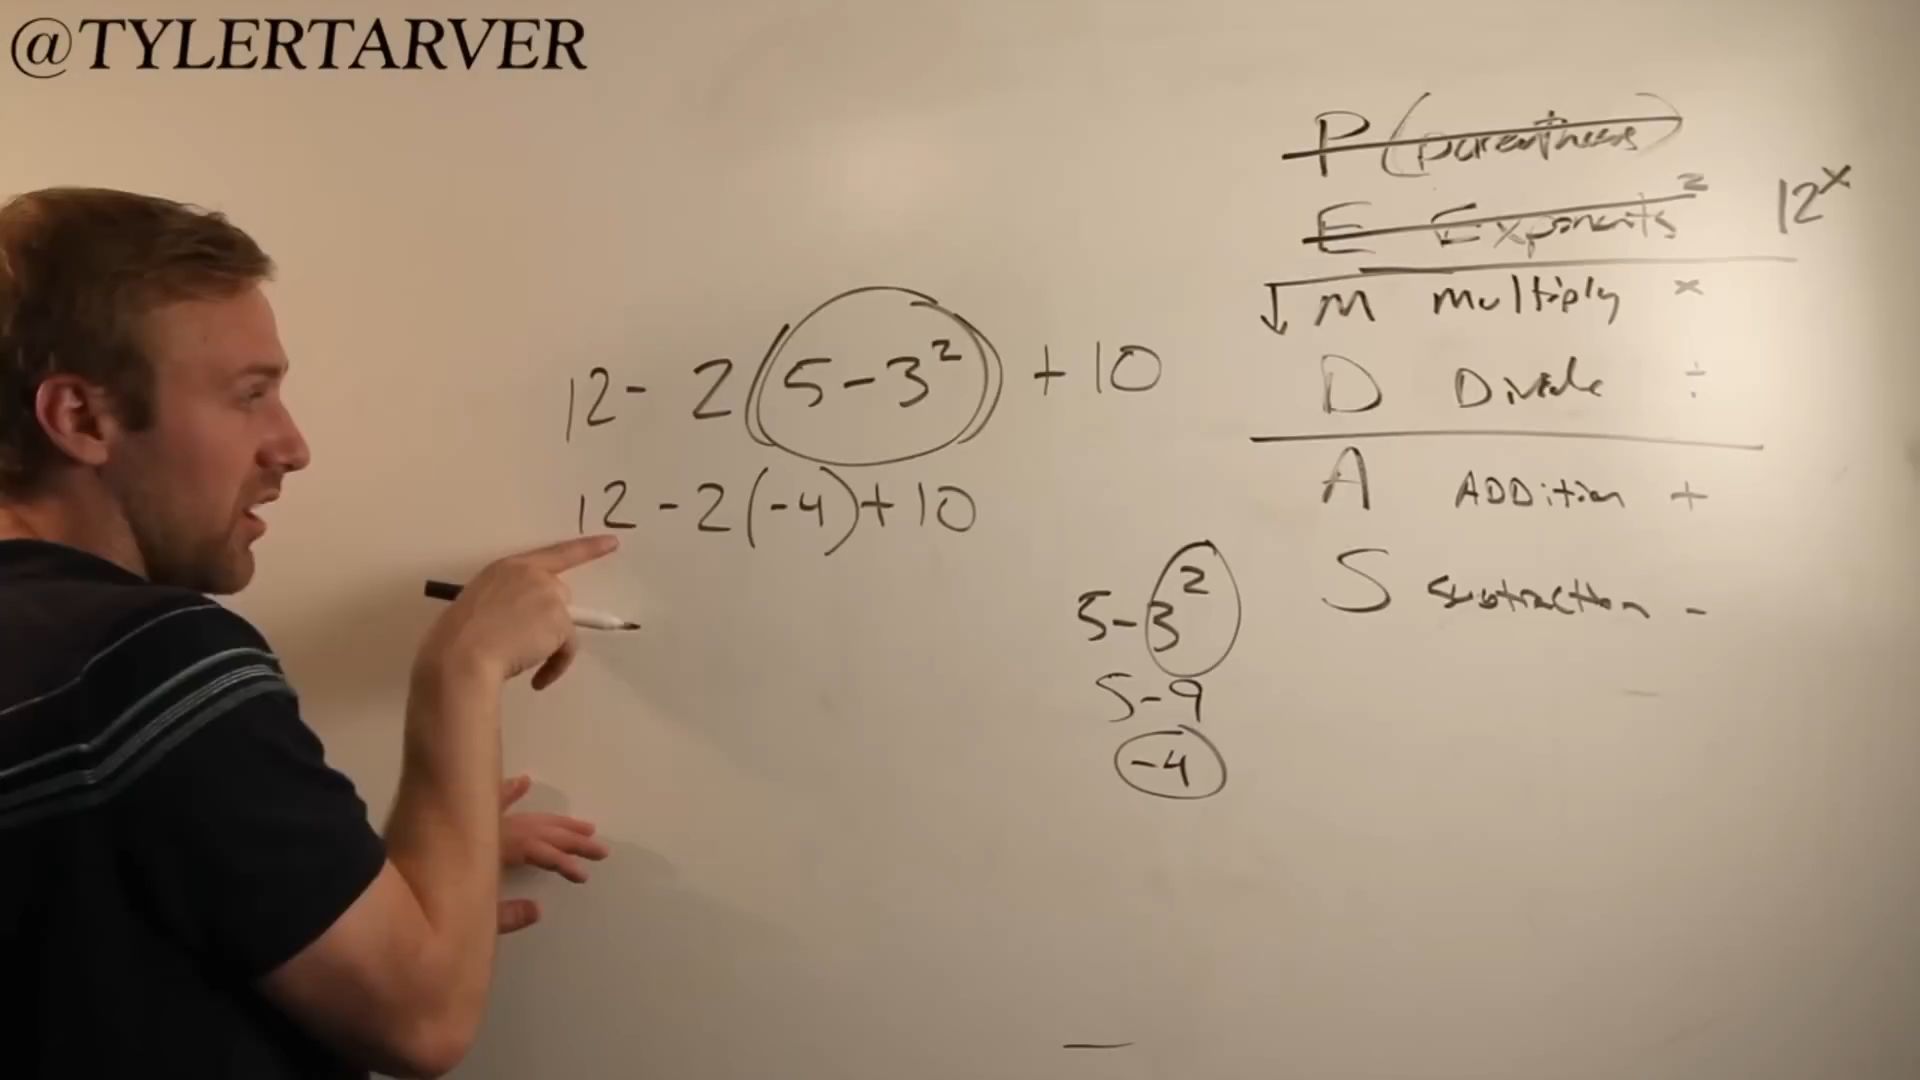 @TYLERTARVER
P (parentheses)
E Exponents² 12ˣ
M multiply ×
D Divide ÷
A ADDition +
S subtraction -
12 - 2(5-3²) + 10
12 - 2(-4) + 10
5-3²
5-9
-4